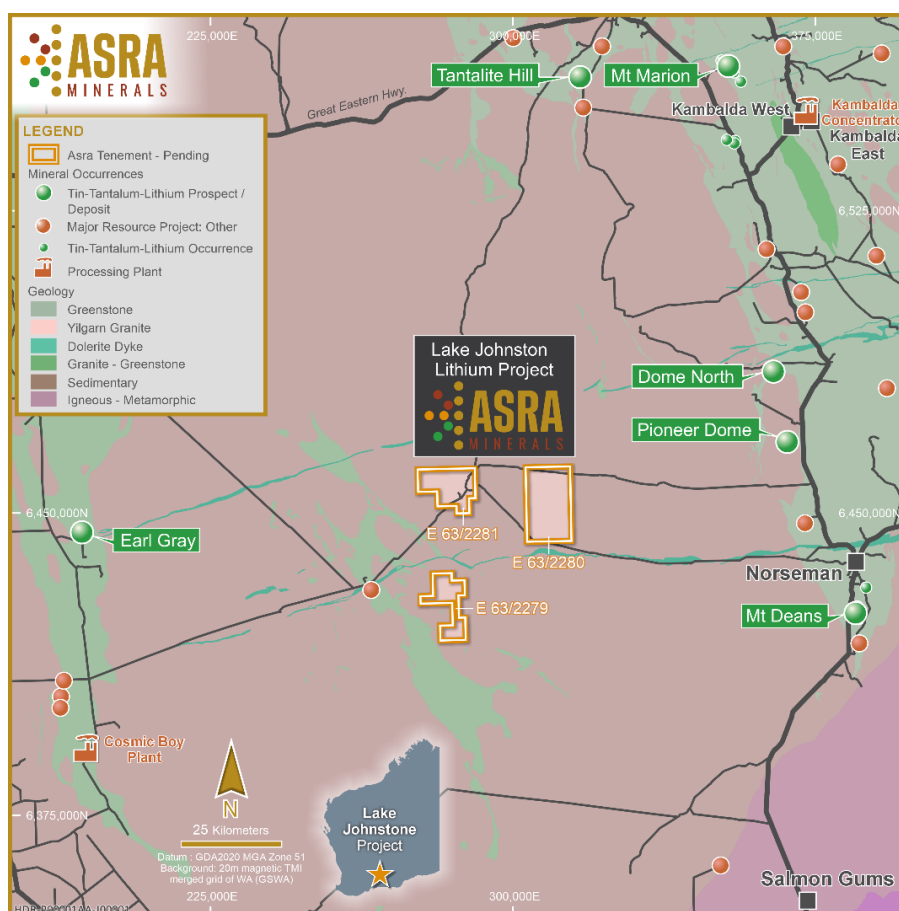 ASRA
MINERALS
225,000E
300,000E
375,000E
Great Eastern Hwy.
Tantalite Hill
Mt Marion
Kambalda West
Kambalda
Concentrator
Kambalda
East
LEGEND
Asra Tenement - Pending
Mineral Occurrences
Tin-Tantalum-Lithium Prospect /
Deposit
Major Resource Project: Other
Tin-Tantalum-Lithium Occurrence
Processing Plant
Geology
Greenstone
Yilgarn Granite
Dolerite Dyke
Granite - Greenstone
Sedimentary
Igneous - Metamorphic
6,525,000N
Lake Johnston
Lithium Project
ASRA
MINERALS
Dome North
Pioneer Dome
6,450,000N
6,450,000N
Earl Gray
E 63/2281
E 63/2280
Norseman
E 63/2279
Mt Deans
Cosmic Boy
Plant
N
25 Kilometers
Datum : GDA2020 MGA Zone 51
Background: 20m magnetic TMI
merged grid of WA (GSWA)
Lake
Johnstone
Project
6,375,000N
Salmon Gums
225,000E
300,000E